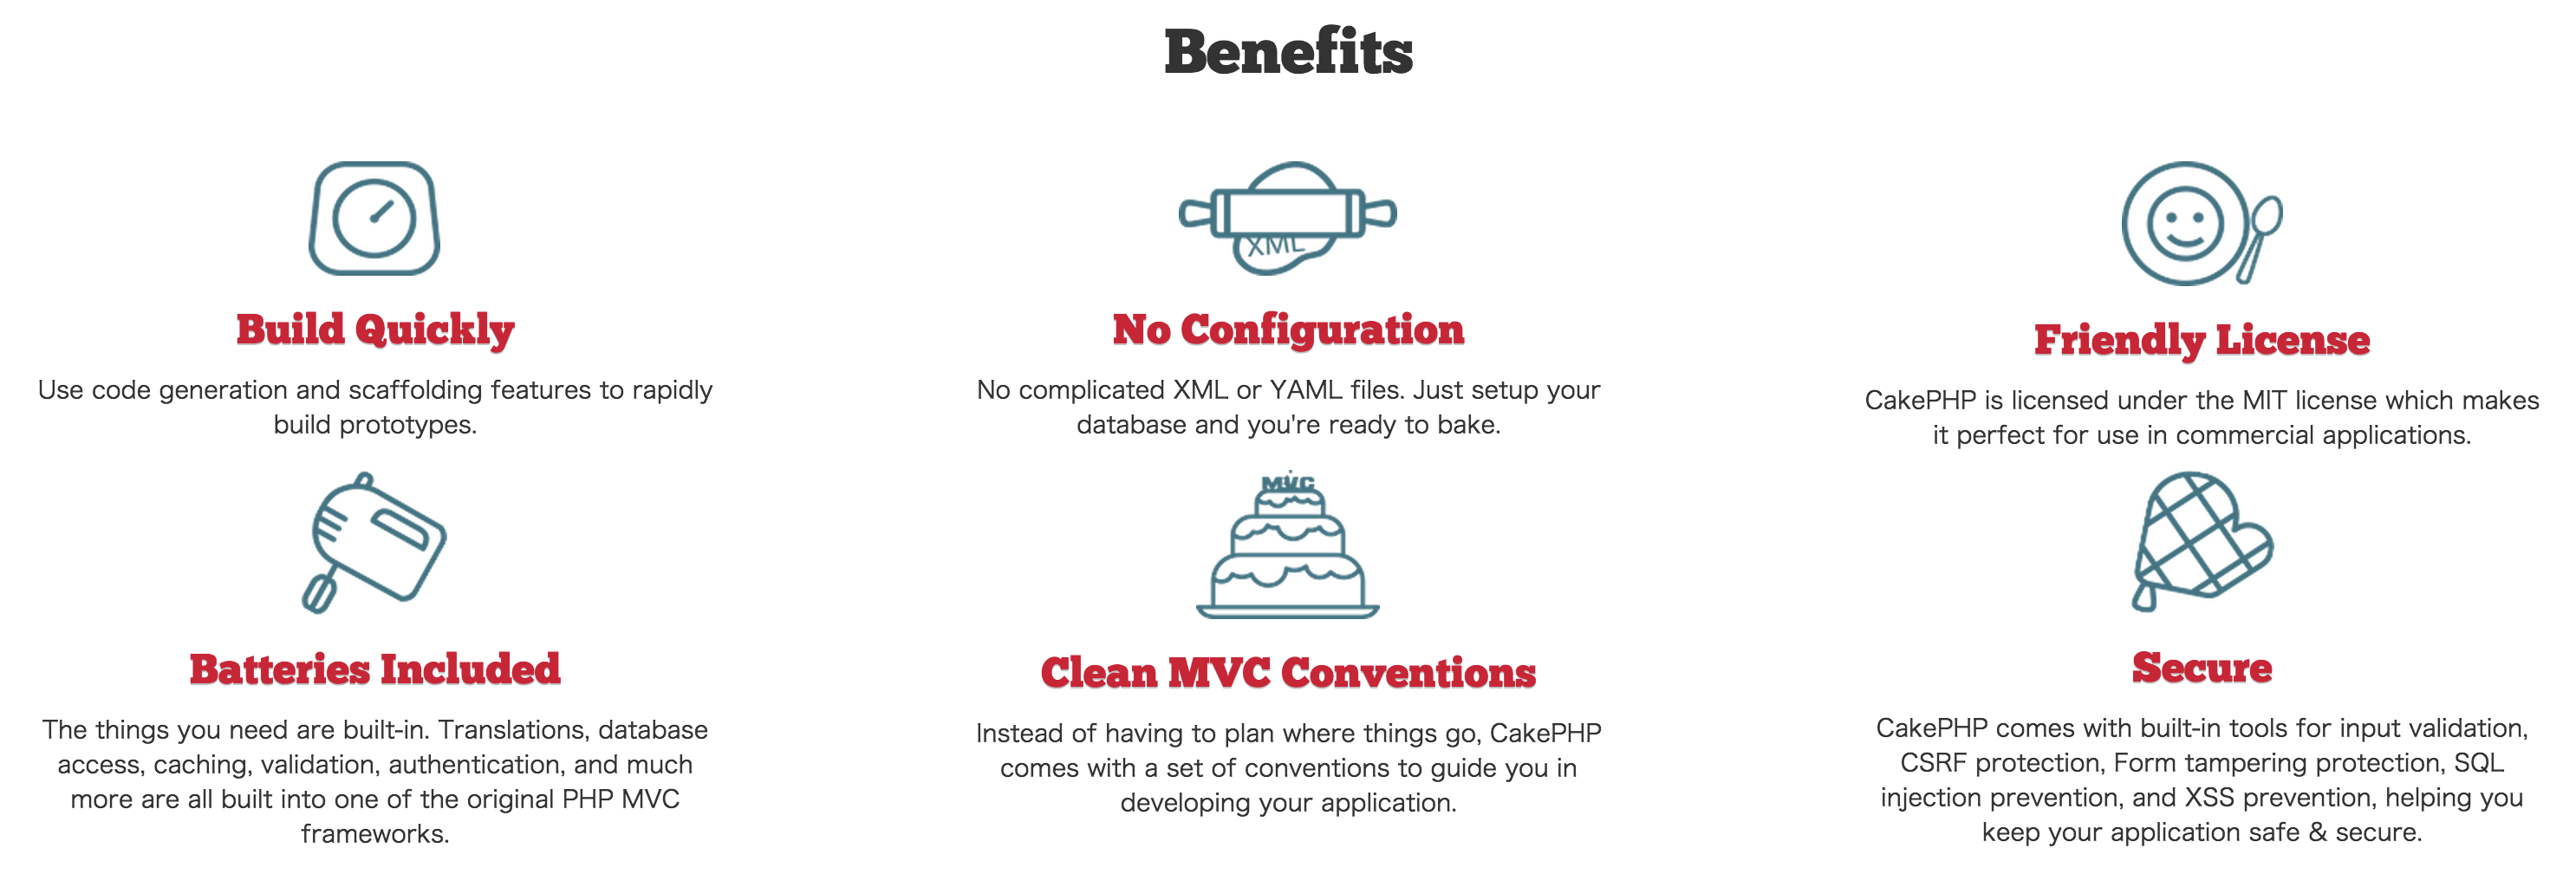 Benefits
XML
Build Quickly
Use code generation and scaffolding features to rapidly
build prototypes.
No Configuration
No complicated XML or YAML files. Just setup your
database and you're ready to bake.
Friendly License
CakePHP is licensed under the MIT license which makes
it perfect for use in commercial applications.
Batteries Included
The things you need are built-in. Translations, database
access, caching, validation, authentication, and much
more are all built into one of the original PHP MVC
frameworks.
MVC
Clean MVC Conventions
Instead of having to plan where things go, CakePHP
comes with a set of conventions to guide you in
developing your application.
Secure
CakePHP comes with built-in tools for input validation,
CSRF protection, Form tampering protection, SQL
injection prevention, and XSS prevention, helping you
keep your application safe & secure.